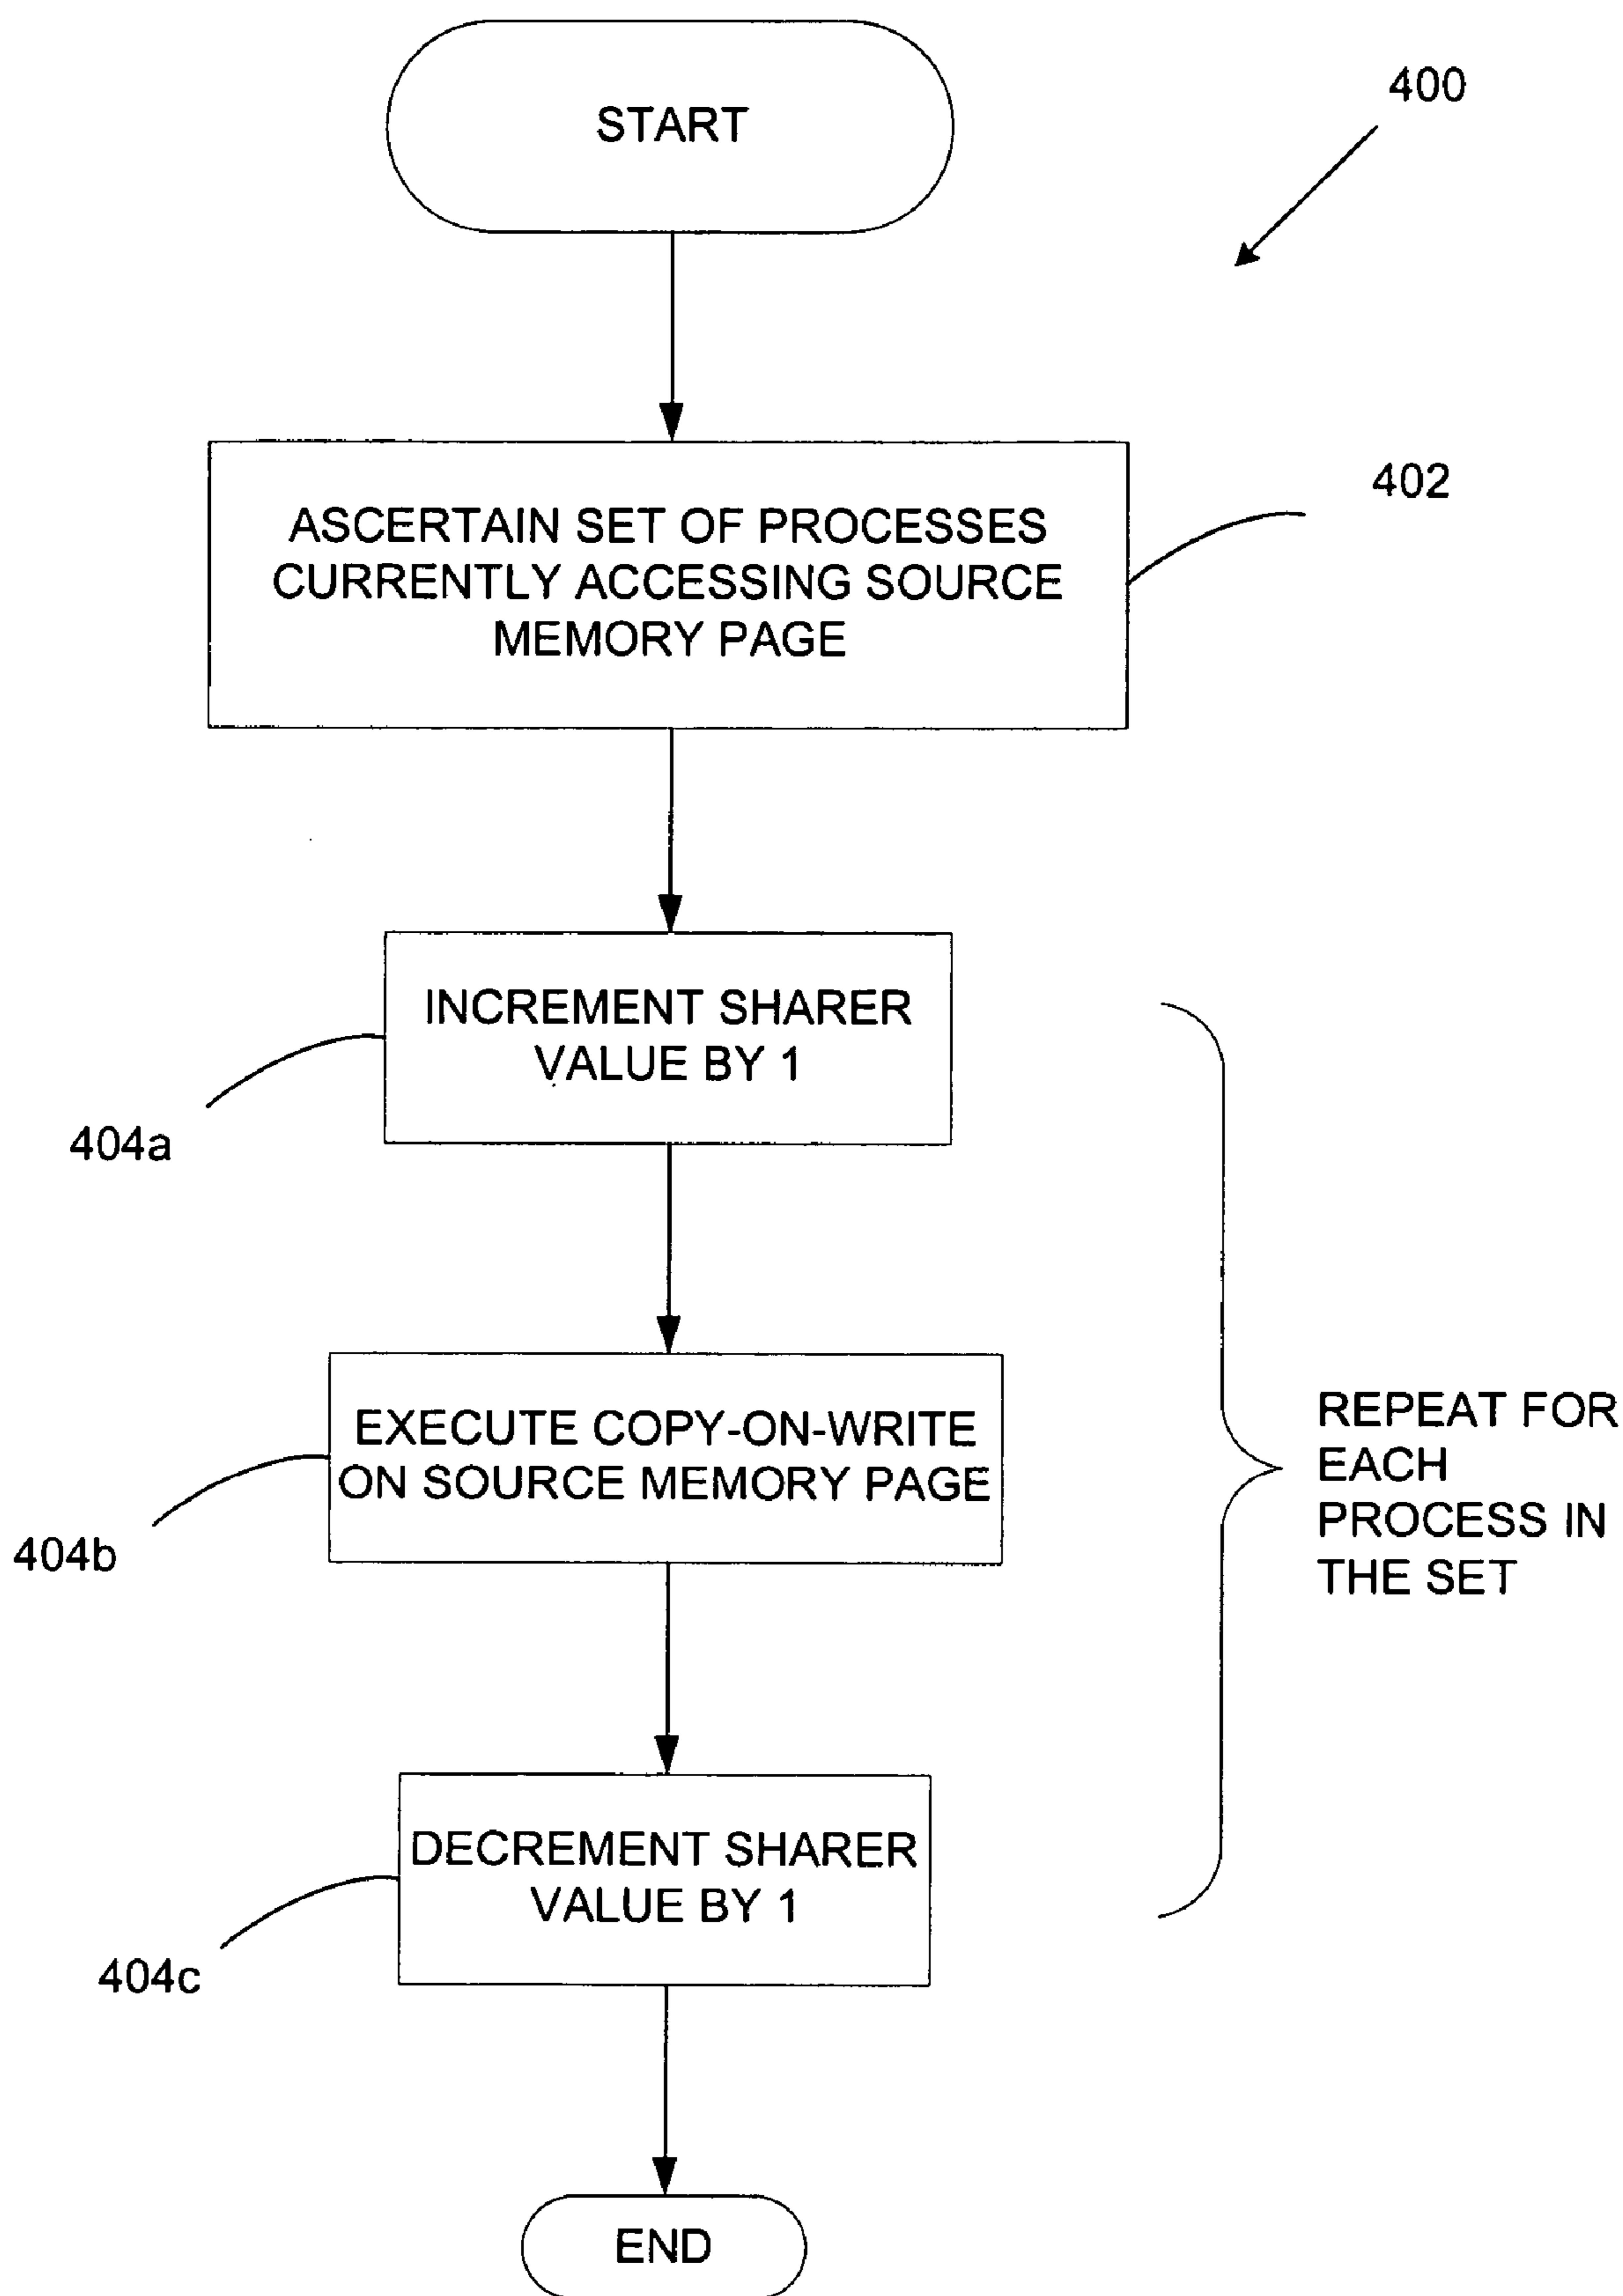 START
400
ASCERTAIN SET OF PROCESSES
CURRENTLY ACCESSING SOURCE
MEMORY PAGE
402
INCREMENT SHARER
VALUE BY 1
404a
EXECUTE COPY-ON-WRITE
ON SOURCE MEMORY PAGE
404b
REPEAT FOR
EACH
PROCESS IN
THE SET
DECREMENT SHARER
VALUE BY 1
404c
END